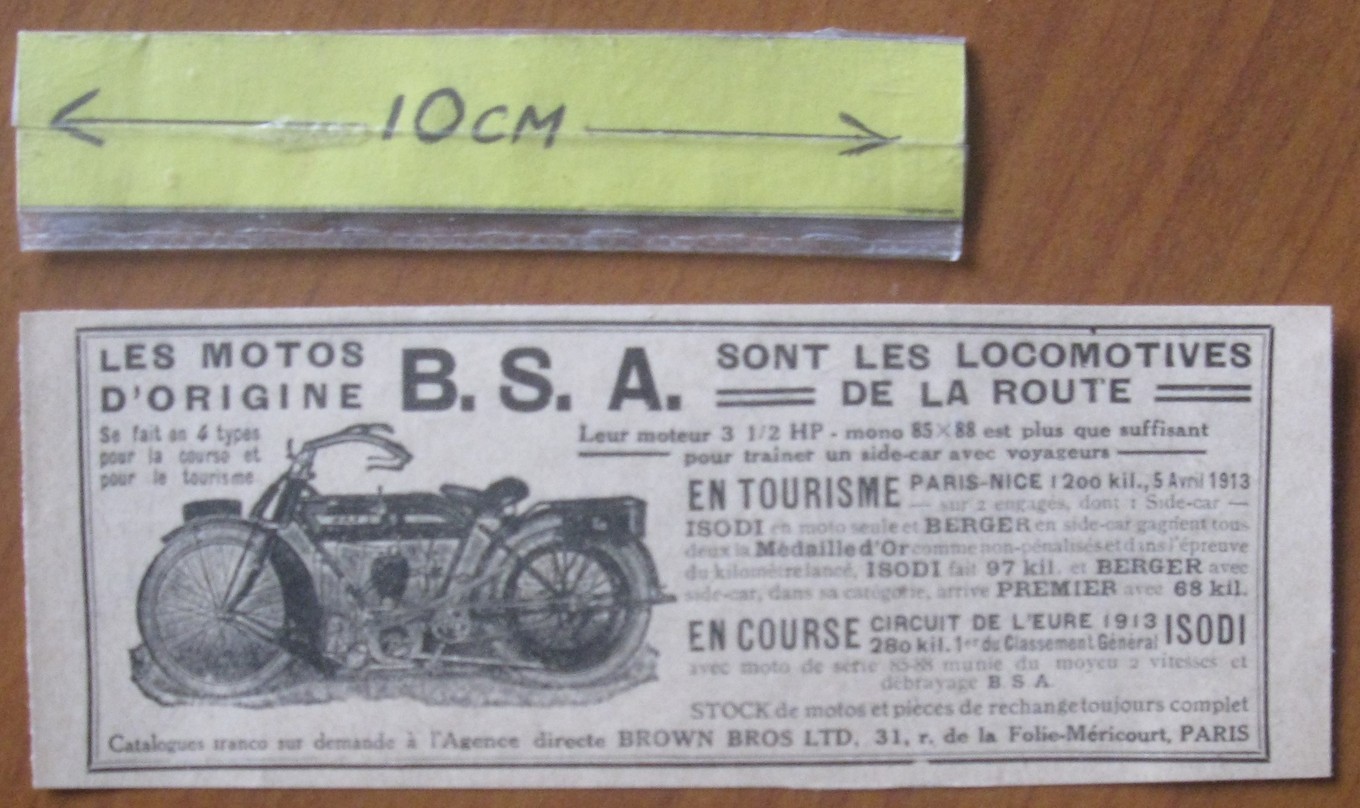 10CM
LES MOTOS
D'ORIGINE
B. S. A.
SONT LES LOCOMOTIVES
DE LA ROUTE
Se fait en 4 types
pour la course et
pour le tourisme
Leur moteur 3 1/2 HP - mono 85×88 est plus que suffisant
pour traîner un side-car avec voyageurs
EN TOURISME PARIS-NICE 1200 kil., 5 Avril 1913
— sur 2 engagés, dont 1 Side-car —
ISODI en moto seule et BERGER en side-car gagnent tous
deux la Médaille d'Or comme non-pénalisés et dans l'épreuve
du kilomètre lancé, ISODI fait 97 kil. et BERGER avec
side-car, dans sa catégorie, arrive PREMIER avec 68 kil.
EN COURSE CIRCUIT DE L'EURE 1913
280 kil. 1er du Classement Général ISODI
avec moto de série 85-88 munie du moyeu 2 vitesses et
débrayage B. S. A.
STOCK de motos et pièces de rechange toujours complet
Catalogues franco sur demande à l'Agence directe BROWN BROS LTD, 31, r. de la Folie-Méricourt, PARIS